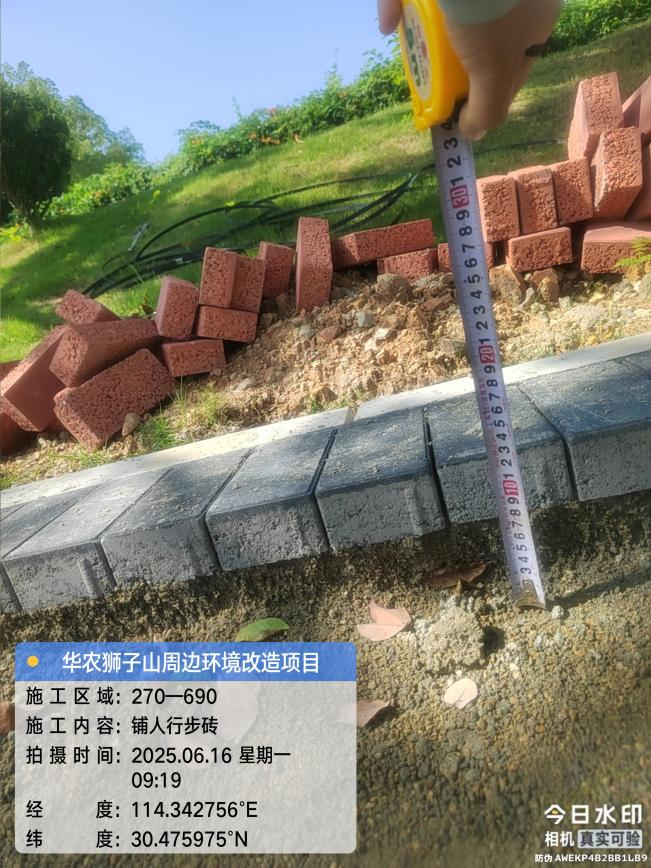 华农狮子山周边环境改造项目
施工区域：270—690
施工内容：铺人行步砖
拍摄时间：2025.06.16 星期一
09:19
经度：114.342756°E
纬度：30.475975°N
今日水印
相机 真实可验
防伪 AWEKP4B2BB1LB9